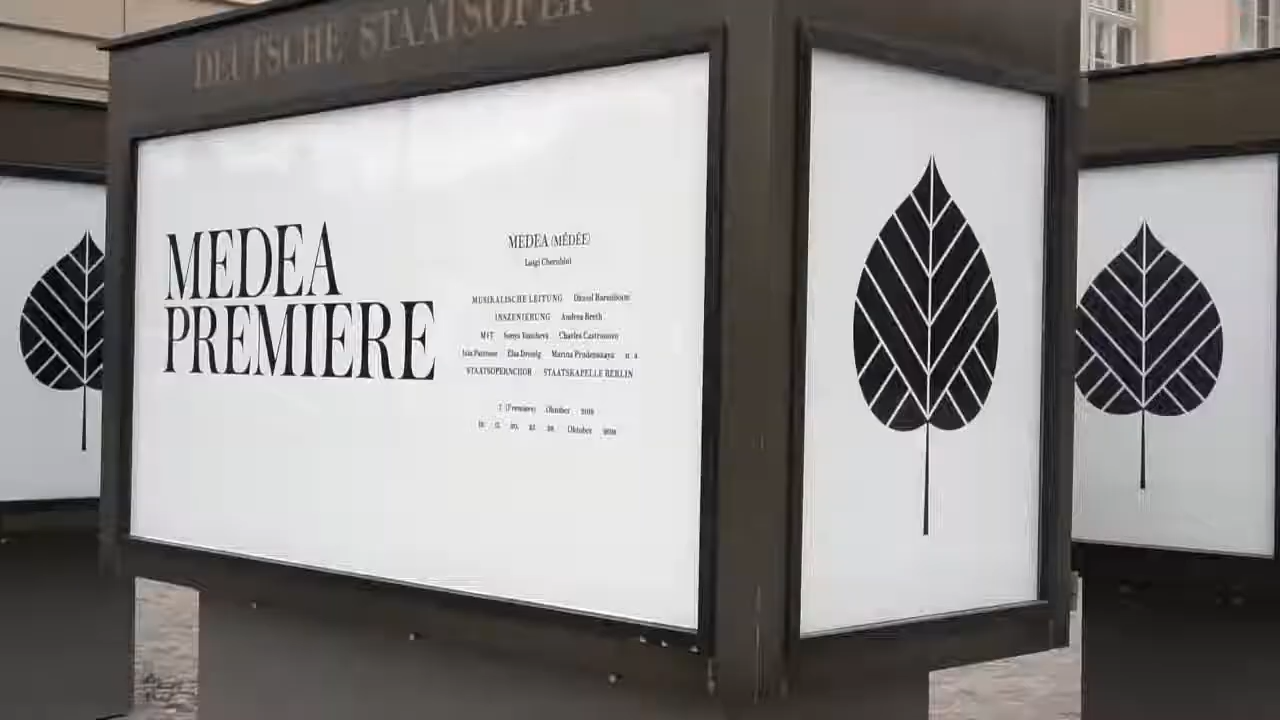 DEUTSCHE STAATSOPER
MEDEA
PREMIERE
MEDEA (MÉDÉE)
Luigi Cherubini
MUSIKALISCHE LEITUNG Daniel Barenboim
INSZENIERUNG Andrea Breth
MIT Sonya Yoncheva Charles Castronovo
Iain Paterson Elsa Dreisig Marina Prudenskaya u. a.
STAATSOPERNCHOR STAATSKAPELLE BERLIN
7. (Premiere) Oktober 2018
Oktober 2018